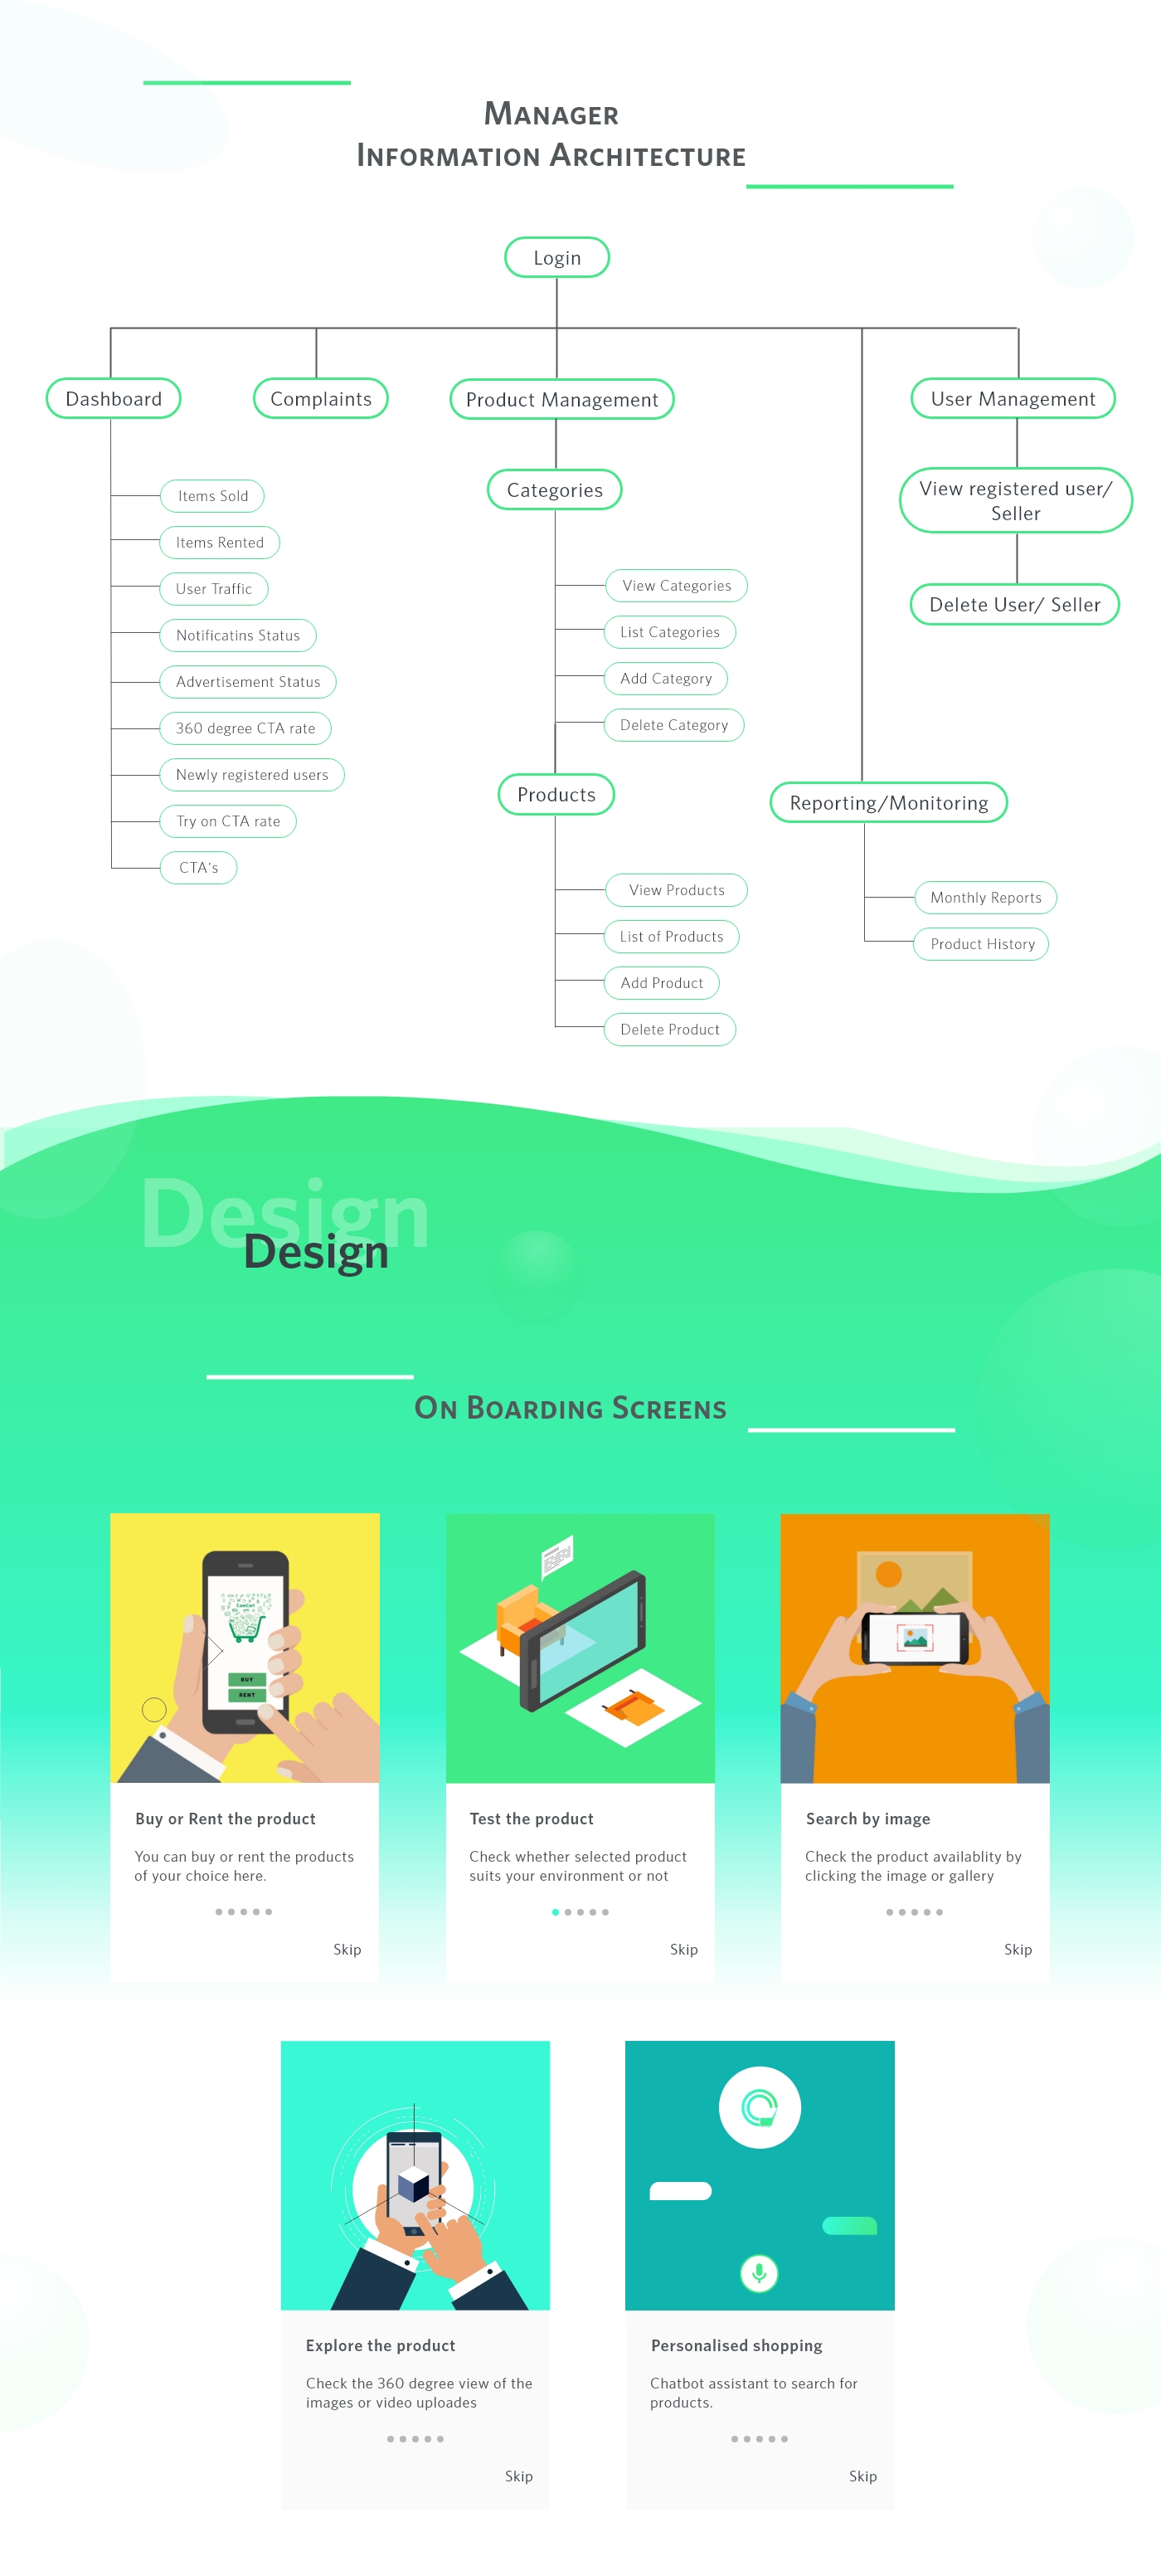 Manager
Information Architecture
Login
Dashboard
Complaints
Product Management
User Management
Items Sold
Items Rented
User Traffic
Notificatins Status
Advertisement Status
360 degree CTA rate
Newly registered users
Try on CTA rate
CTA's
Categories
View Categories
List Categories
Add Category
Delete Category
Products
View Products
List of Products
Add Product
Delete Product
Reporting/Monitoring
Monthly Reports
Product History
View registered user/
Seller
Delete User/ Seller
Design
Design
On Boarding Screens
CamCart
BUY
RENT
Buy or Rent the product
You can buy or rent the products
of your choice here.
Skip
Test the product
Check whether selected product
suits your environment or not
Skip
Search by image
Check the product availablity by
clicking the image or gallery
Skip
Explore the product
Check the 360 degree view of the
images or video uploades
Skip
Personalised shopping
Chatbot assistant to search for
products.
Skip